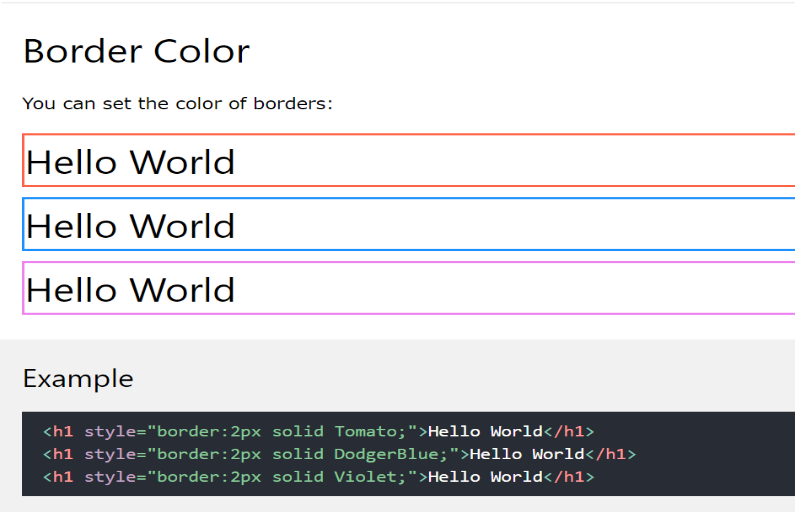 Border Color
You can set the color of borders:
Hello World
Hello World
Hello World
Example
<h1 style="border:2px solid Tomato;">Hello World</h1>
<h1 style="border:2px solid DodgerBlue;">Hello World</h1>
<h1 style="border:2px solid Violet;">Hello World</h1>